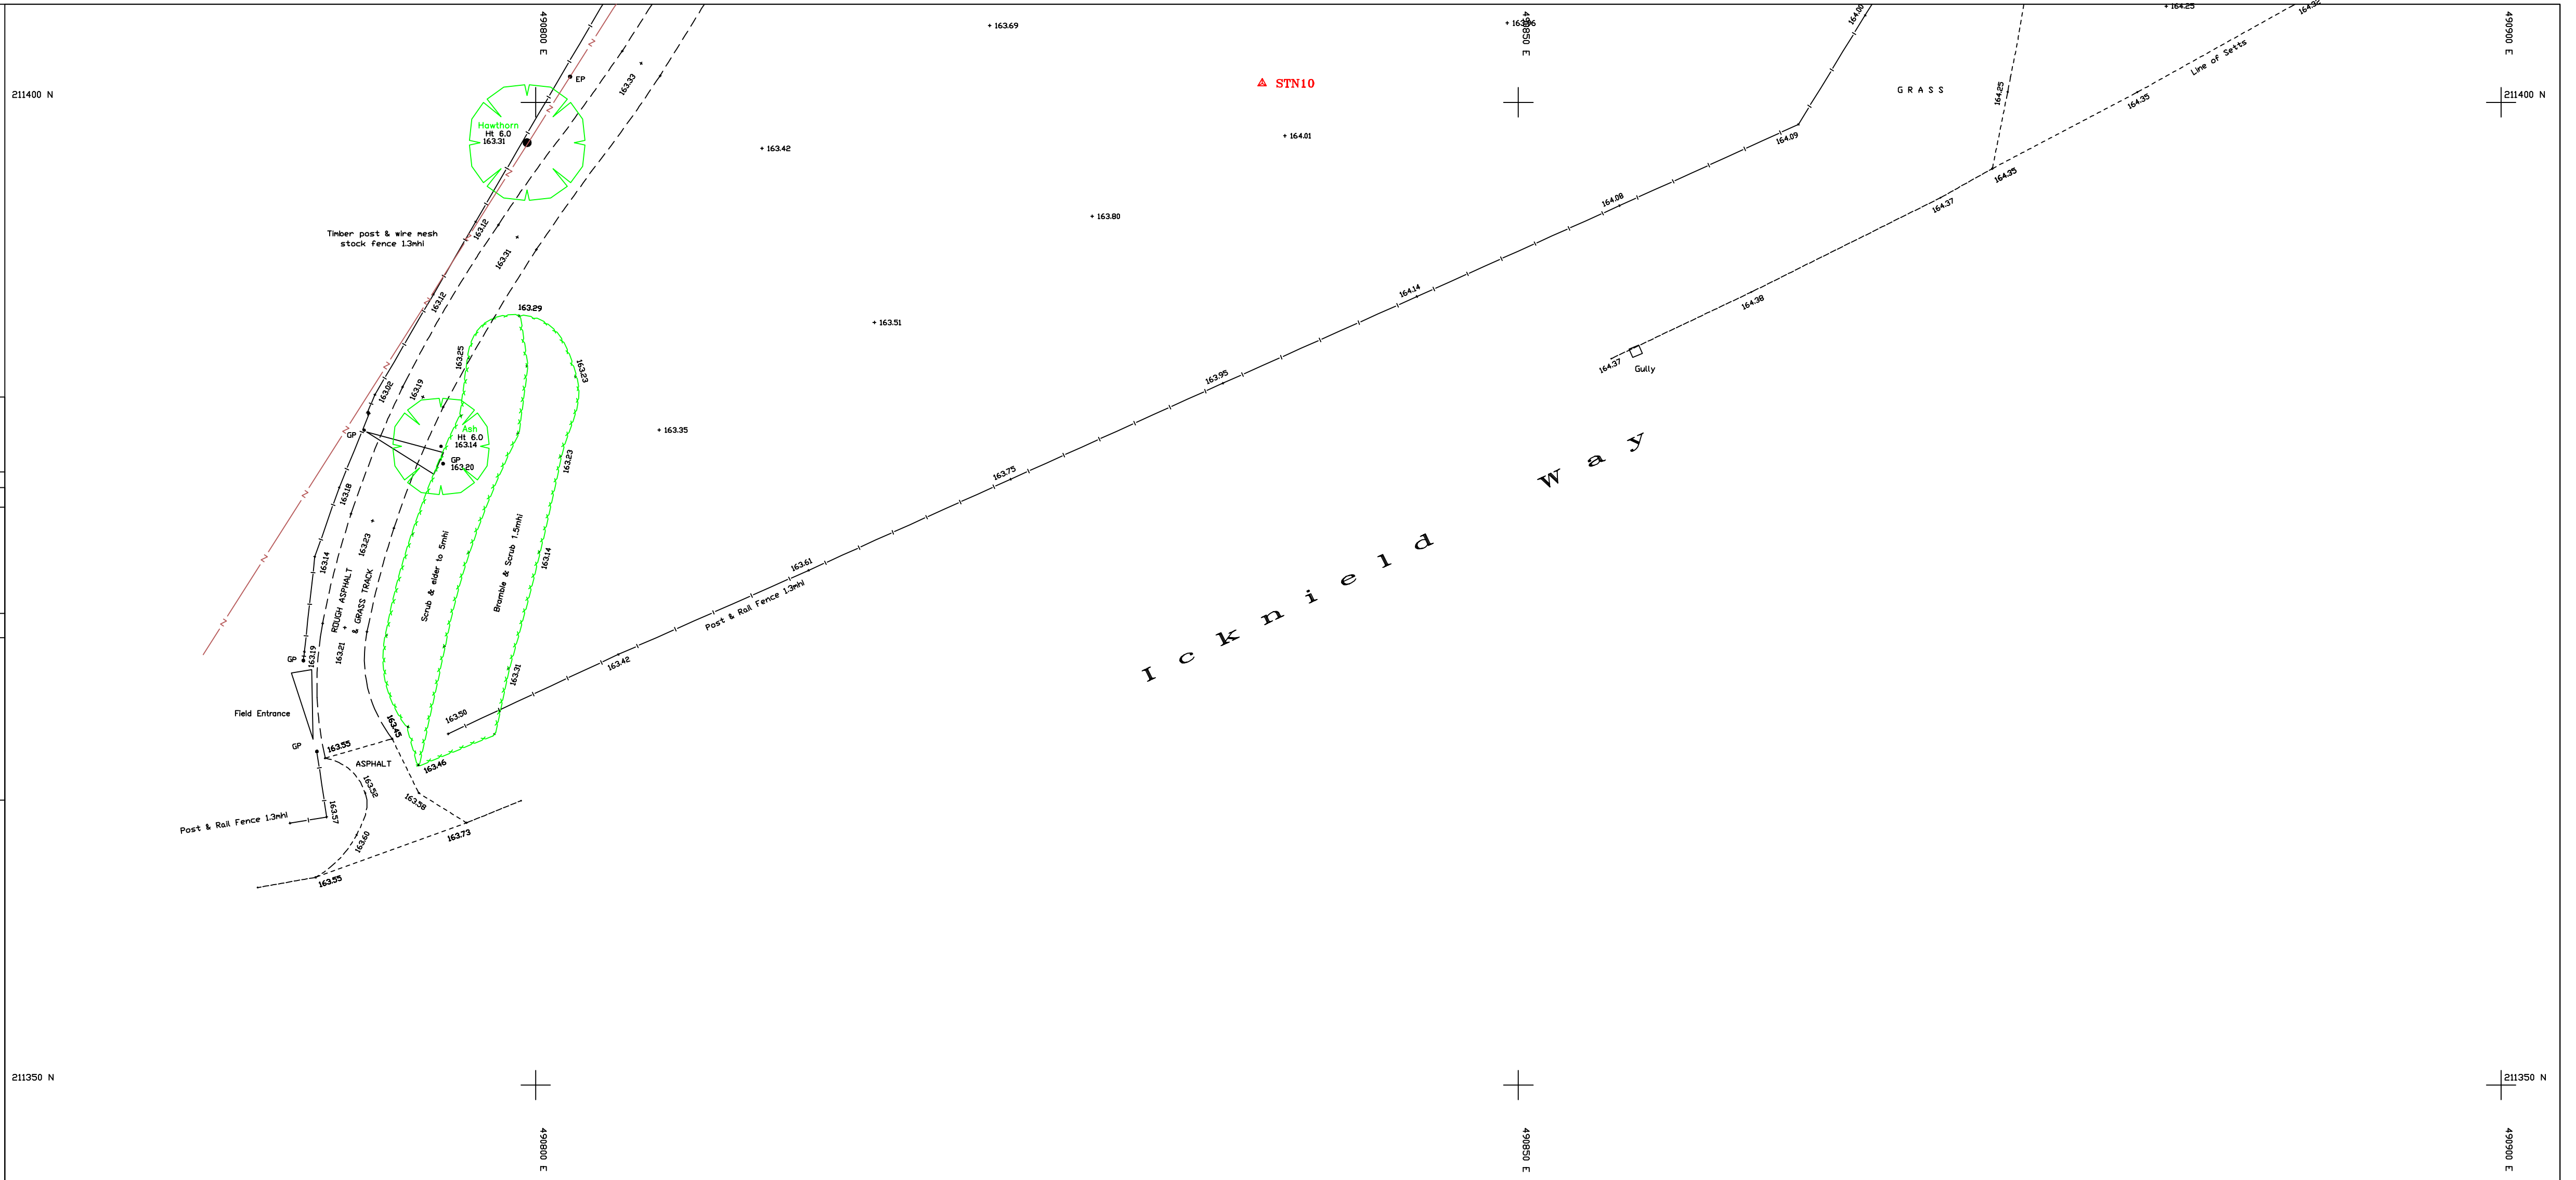 490800 E
+ 163.69
490850 E
164.00
+ 164.25
164.32
490900 E
Line of Setts
163.33
EP
STN10
GRASS
164.25
164.35
211400 N
211400 N
Hawthorn
Ht 6.0
163.31
+ 163.42
+ 164.01
164.09
164.35
164.08
164.37
163.12
+ 163.80
Timber post & wire mesh
stock fence 1.3mhi
163.31
163.12
163.29
164.14
164.38
+ 163.51
163.25
163.23
163.95
164.37
Gully
163.02
163.19
Ash
Ht 6.0
163.14
GP
GP
163.20
+ 163.35
163.23
163.75
163.18
163.23
163.14
163.14
163.61
ROUGH ASPHALT
& GRASS TRACK
Scrub & elder to 5mhi
Bramble & Scrub 1.5mhi
Post & Rail Fence 1.3mhi
Icknield Way
163.21
GP
163.19
163.42
163.31
Field Entrance
163.50
163.45
GP
163.55
ASPHALT
163.46
163.52
163.58
163.57
Post & Rail Fence 1.3mhi
163.60
163.73
163.55
211350 N
211350 N
490800 E
490850 E
490900 E